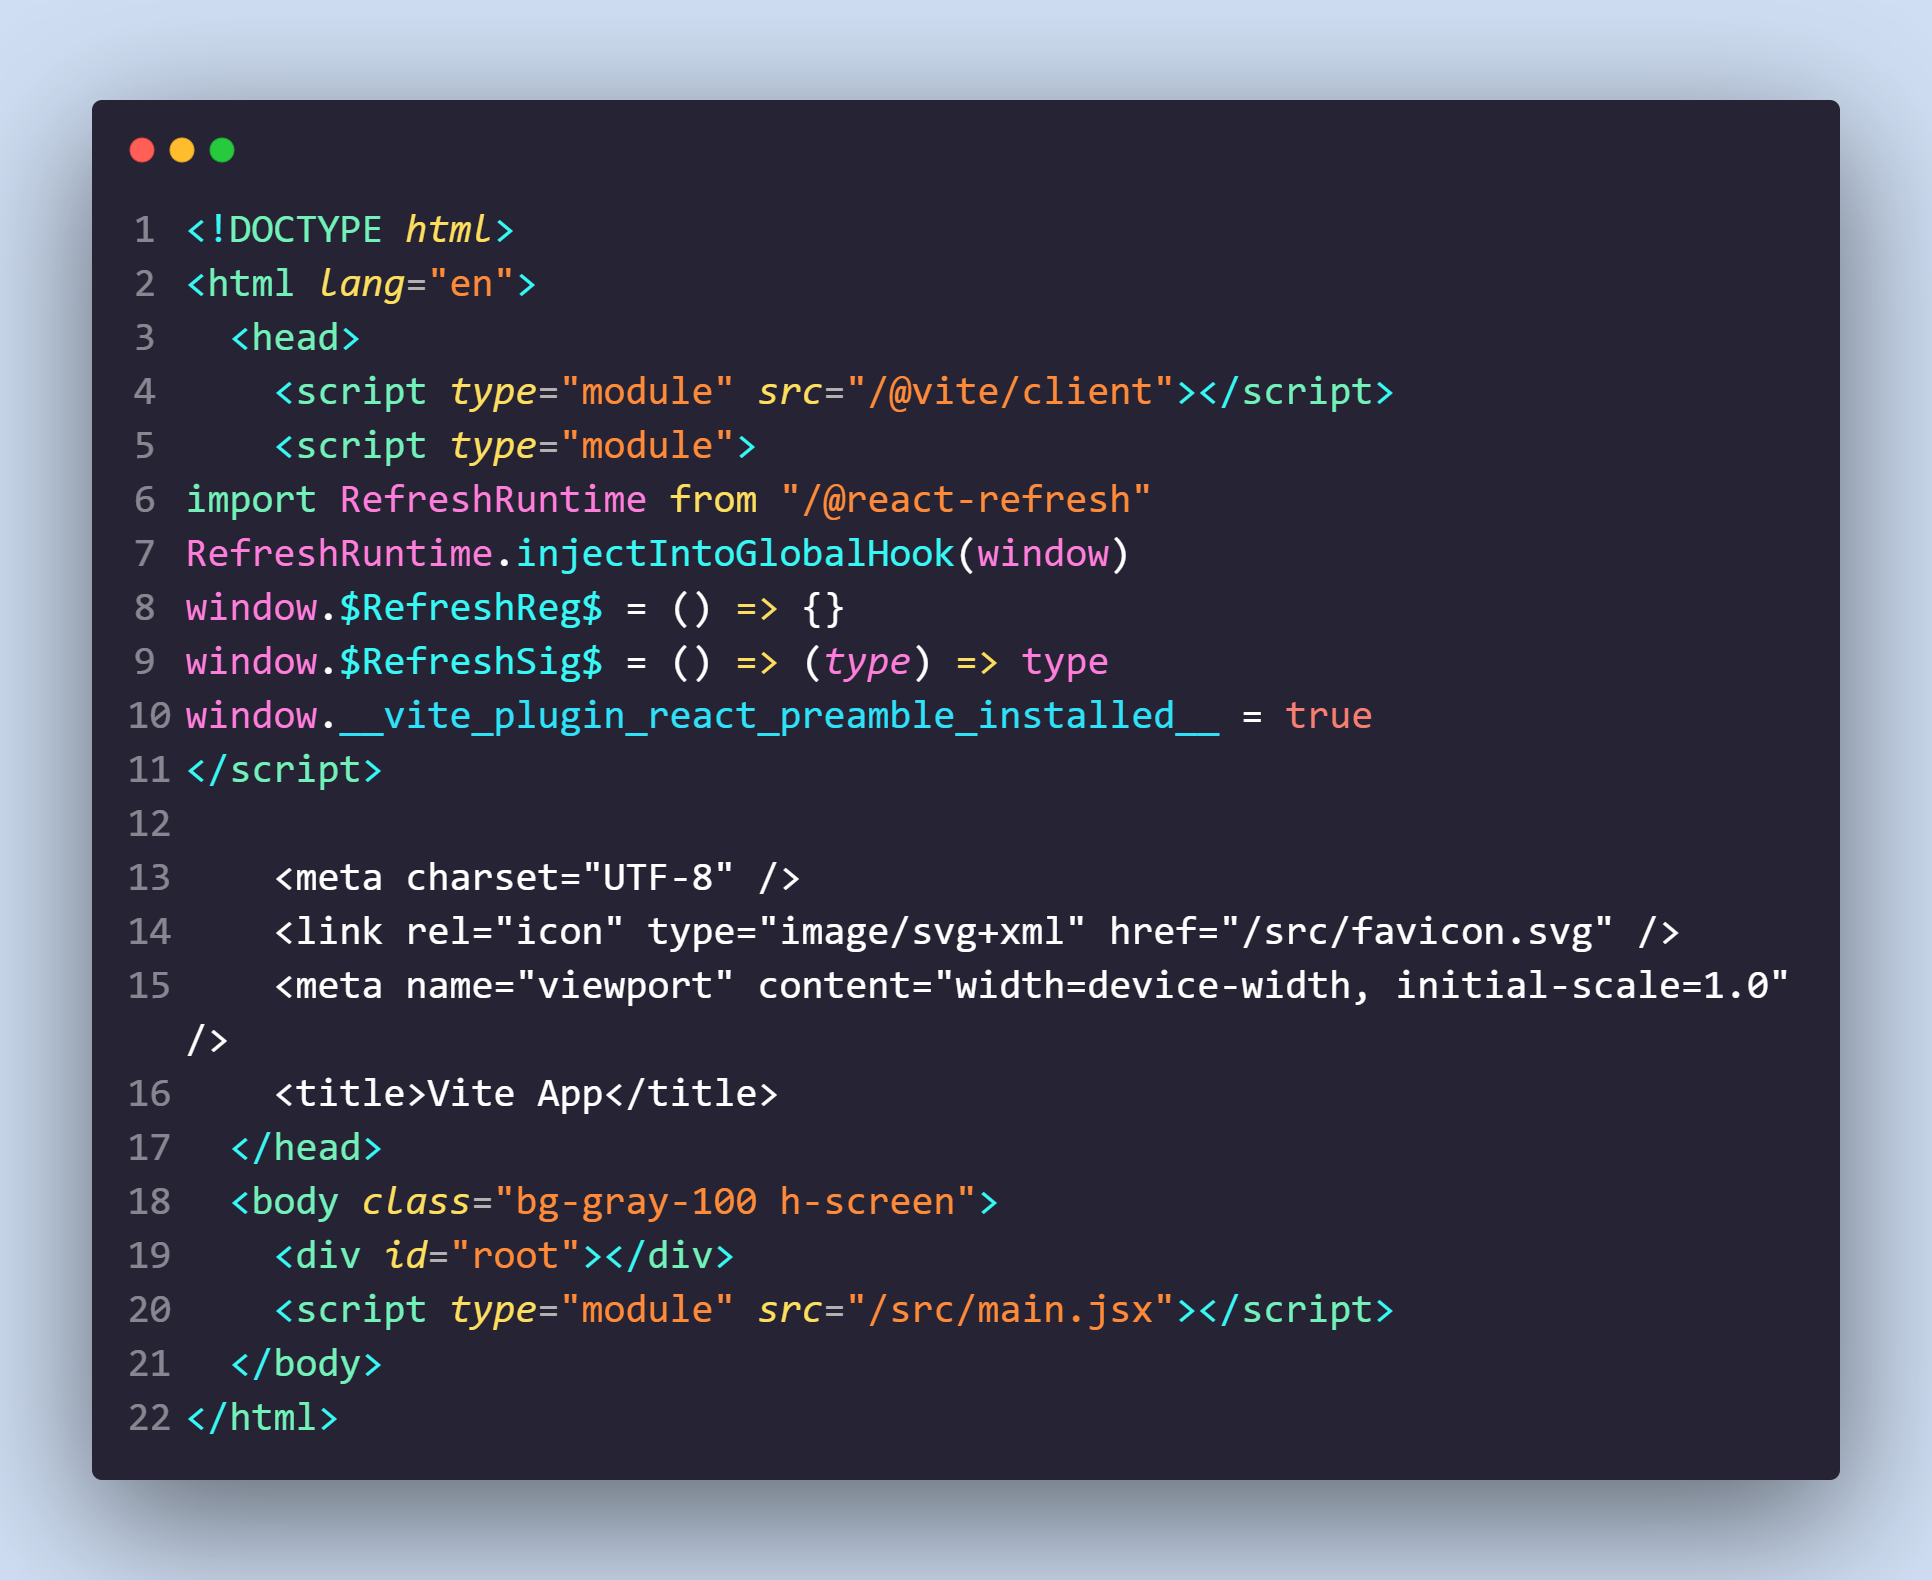 1 <!DOCTYPE html>
2 <html lang="en">
3   <head>
4     <script type="module" src="/@vite/client"></script>
5     <script type="module">
6 import RefreshRuntime from "/@react-refresh"
7 RefreshRuntime.injectIntoGlobalHook(window)
8 window.$RefreshReg$ = () => {}
9 window.$RefreshSig$ = () => (type) => type
10 window.__vite_plugin_react_preamble_installed__ = true
11 </script>
12
13     <meta charset="UTF-8" />
14     <link rel="icon" type="image/svg+xml" href="/src/favicon.svg" />
15     <meta name="viewport" content="width=device-width, initial-scale=1.0"
/>
16     <title>Vite App</title>
17   </head>
18   <body class="bg-gray-100 h-screen">
19     <div id="root"></div>
20     <script type="module" src="/src/main.jsx"></script>
21   </body>
22 </html>